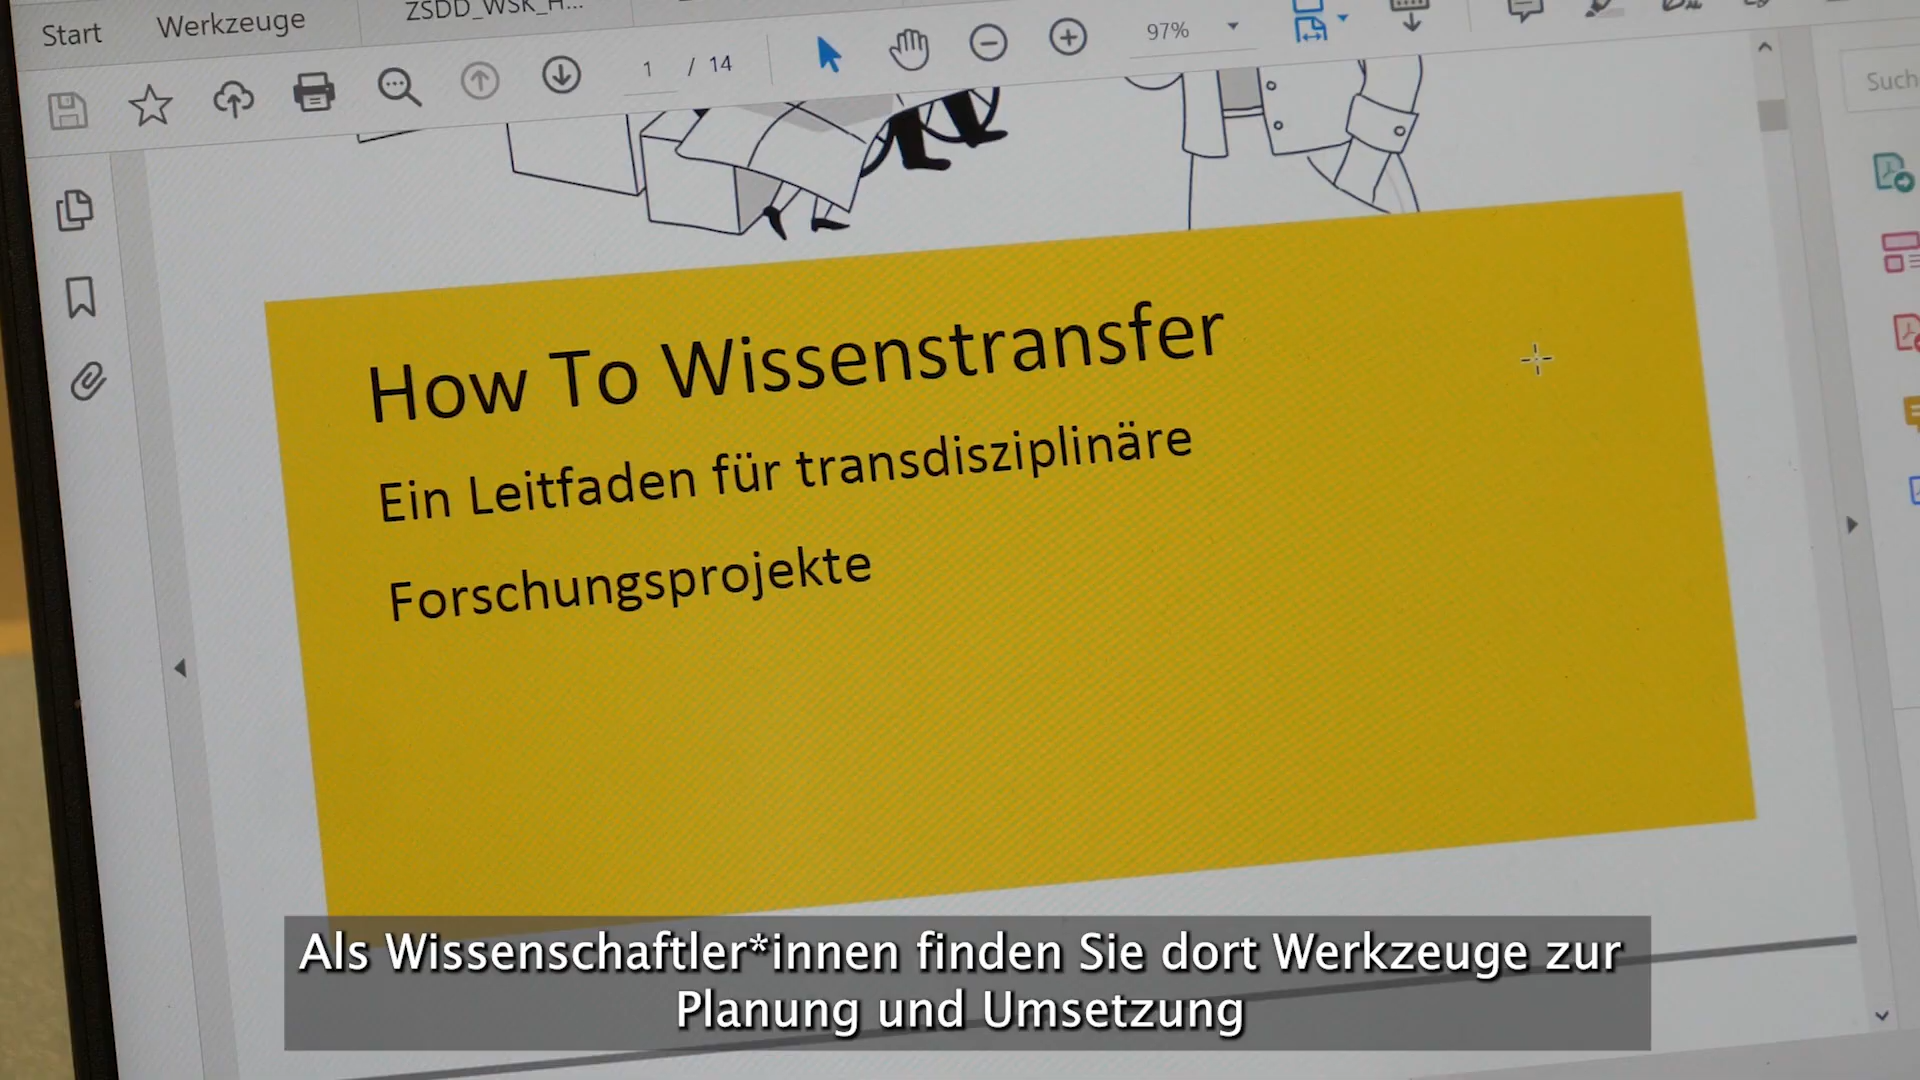 Start
Werkzeuge
ZSDD_WSK_H...
1 / 14
97%
Such
How To Wissenstransfer
Ein Leitfaden für transdisziplinäre
Forschungsprojekte
Als Wissenschaftler*innen finden Sie dort Werkzeuge zur
Planung und Umsetzung